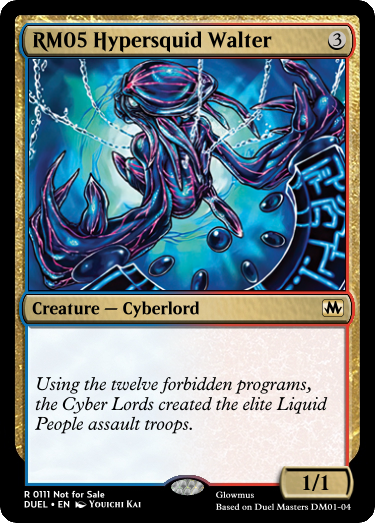 RM05 Hypersquid Walter
3
Creature — Cyberlord
Using the twelve forbidden programs,
the Cyber Lords created the elite Liquid
People assault troops.
1/1
R 0111 Not for Sale
DUEL • EN Youichi Kai
Glowmus
Based on Duel Masters DM01-04